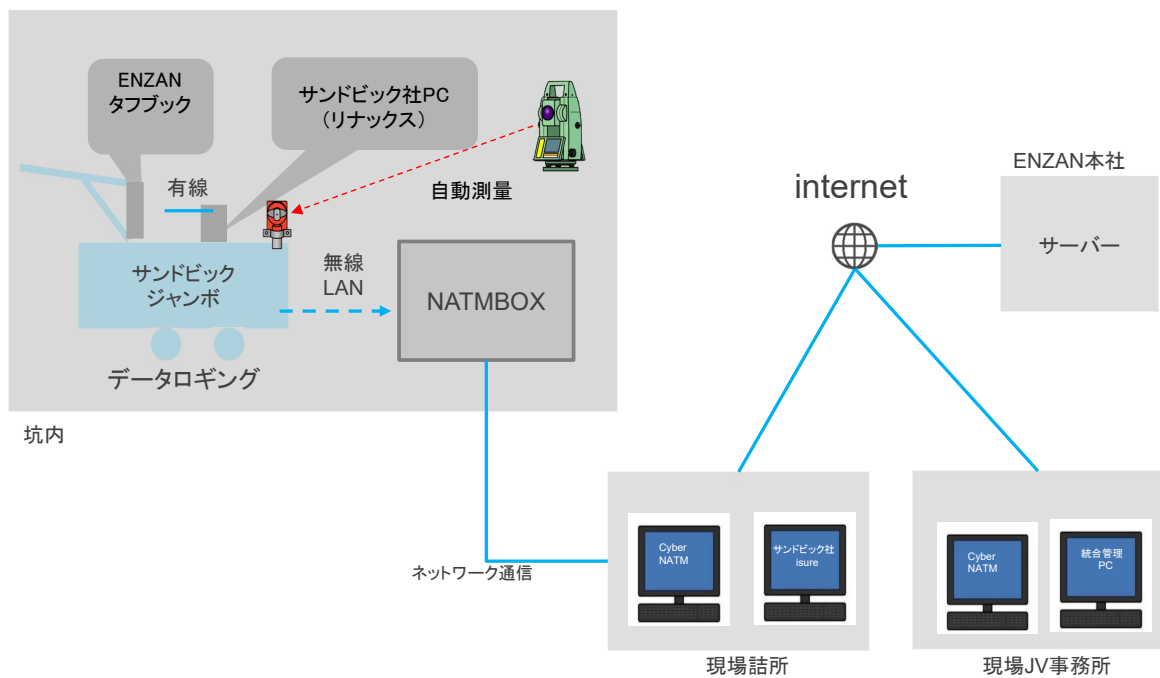 ENZAN
タフブック
サンドビック社PC
（リナックス）
有線
自動測量
サンドビック
ジャンボ
無線
LAN
NATMBOX
データロギング
坑内
internet
ENZAN本社
サーバー
ネットワーク通信
Cyber
NATM
サンドビック社
isure
現場詰所
Cyber
NATM
統合管理
PC
現場JV事務所